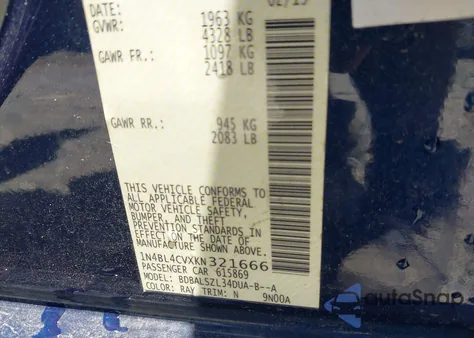 DATE: 02/19
GVWR: 1963 KG
4328 LB
GAWR FR.: 1097 KG
2418 LB
GAWR RR.: 945 KG
2083 LB
THIS VEHICLE CONFORMS TO
ALL APPLICABLE FEDERAL
MOTOR VEHICLE SAFETY,
BUMPER, AND THEFT
PREVENTION STANDARDS IN
EFFECT ON THE DATE OF
MANUFACTURE SHOWN ABOVE.
1N4BL4CVXKN321666
PASSENGER CAR 615869
MODEL: BDBALSZL34DUA-B--A
COLOR: RAY TRIM: N 9N00A
autoSnap